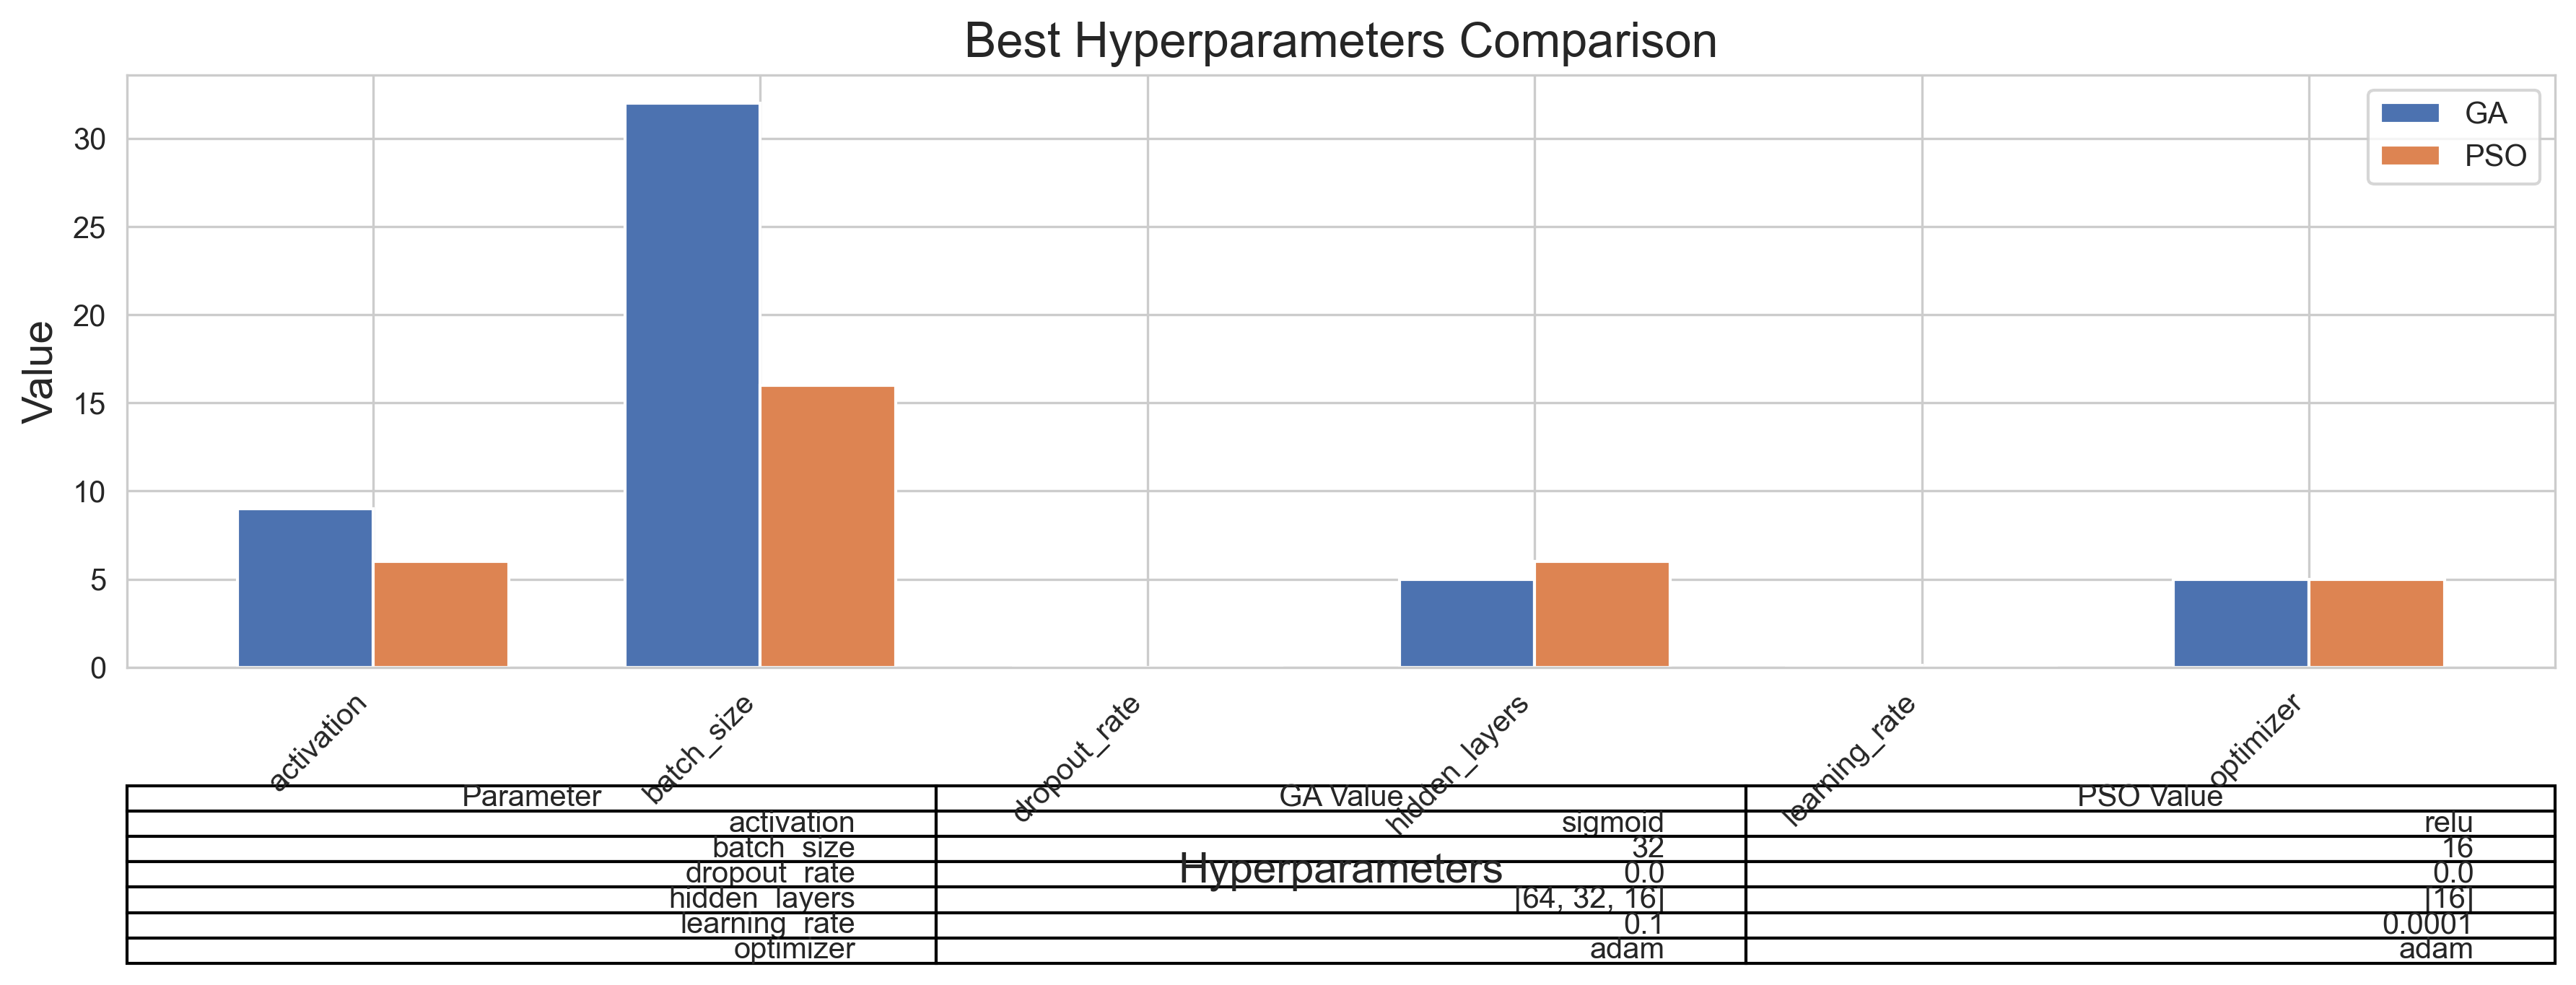 Best Hyperparameters Comparison
GA
PSO
Value
30
25
20
15
10
5
0
activation
batch_size
dropout_rate
hidden_layers
learning_rate
optimizer
Hyperparameters
Parameter GA Value PSO Value
activation sigmoid relu
batch_size 32 16
dropout_rate 0.0 0.0
hidden_layers [64, 32, 16] [16]
learning_rate 0.1 0.0001
optimizer adam adam